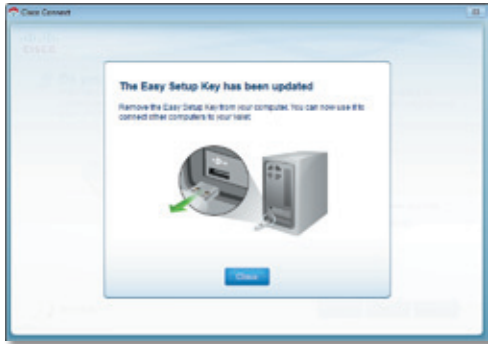 Cisco Connect
The Easy Setup Key has been updated
Remove the Easy Setup Key from your computer. You can now use it to
connect other computers to your Valet.
Close